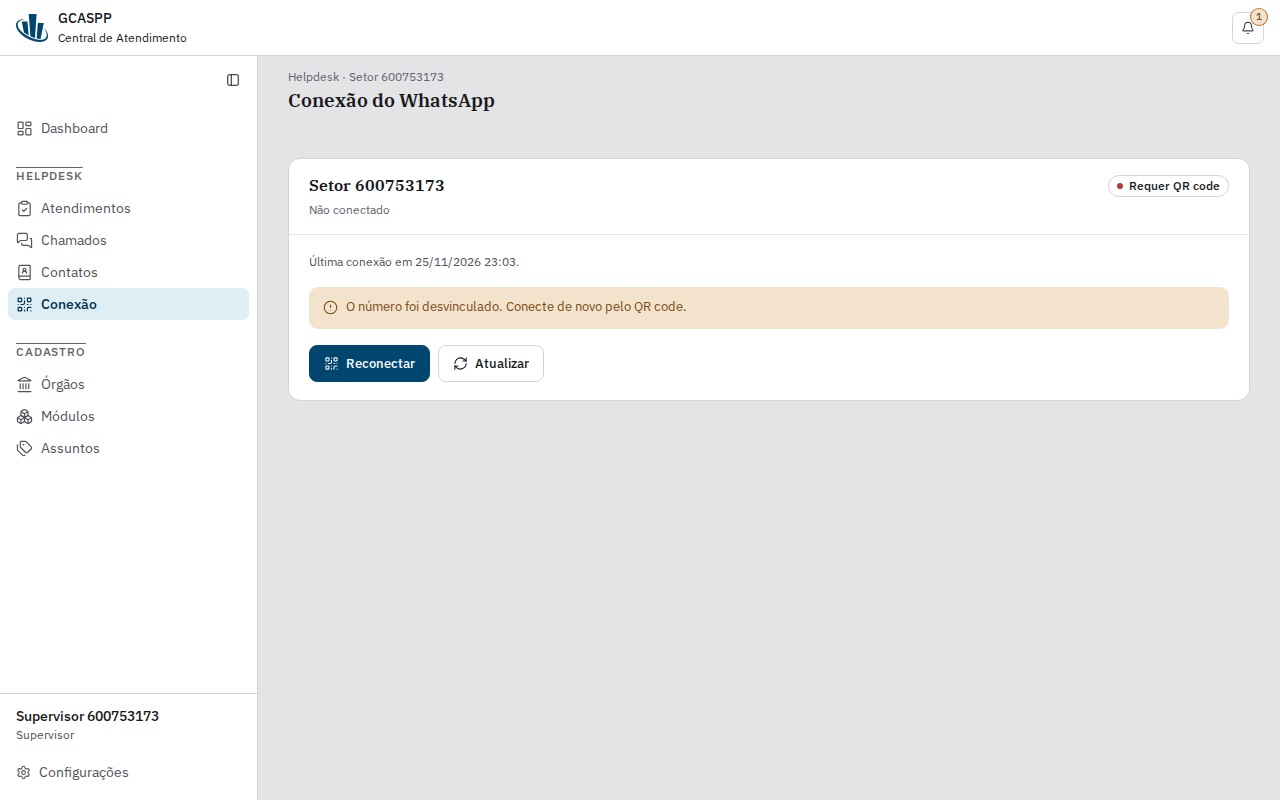 GCASPP
Central de Atendimento
1
Dashboard
HELPDESK
Atendimentos
Chamados
Contatos
Conexão
CADASTRO
Órgãos
Módulos
Assuntos
Supervisor 600753173
Supervisor
Configurações
Helpdesk · Setor 600753173
Conexão do WhatsApp
Setor 600753173
Requer QR code
Não conectado
Última conexão em 25/11/2026 23:03.
O número foi desvinculado. Conecte de novo pelo QR code.
Reconectar
Atualizar